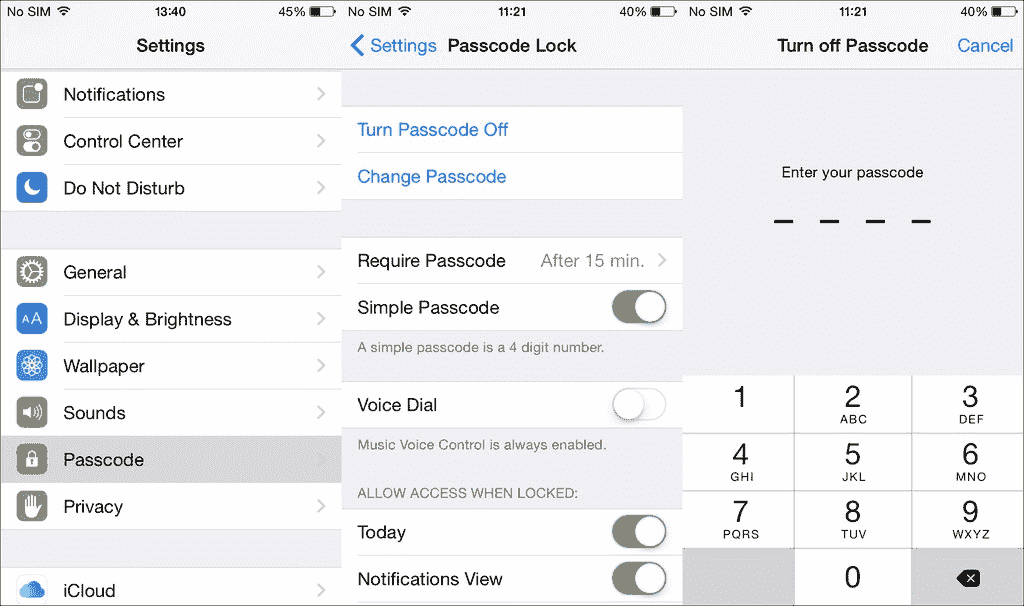 No SIM 13:40 45%
Settings
Notifications
Control Center
Do Not Disturb
General
AA Display & Brightness
Wallpaper
Sounds
Passcode
Privacy
iCloud
No SIM 11:21 40%
Settings Passcode Lock
Turn Passcode Off
Change Passcode
Require Passcode After 15 min.
Simple Passcode
A simple passcode is a 4 digit number.
Voice Dial
Music Voice Control is always enabled.
ALLOW ACCESS WHEN LOCKED:
Today
Notifications View
No SIM 11:21 40%
Turn off Passcode Cancel
Enter your passcode
1 2 3
ABC DEF
4 5 6
GHI JKL MNO
7 8 9
PQRS TUV WXYZ
0